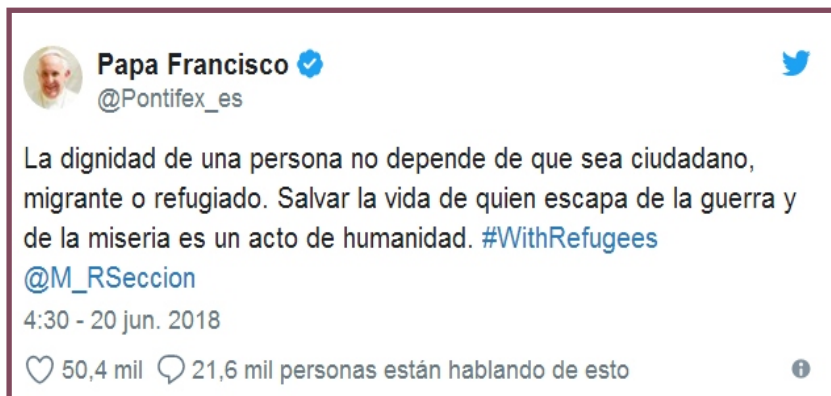 Papa Francisco
@Pontifex_es
La dignidad de una persona no depende de que sea ciudadano,
migrante o refugiado. Salvar la vida de quien escapa de la guerra y
de la miseria es un acto de humanidad. #WithRefugees
@M_RSeccion
4:30 - 20 jun. 2018
50,4 mil 21,6 mil personas están hablando de esto